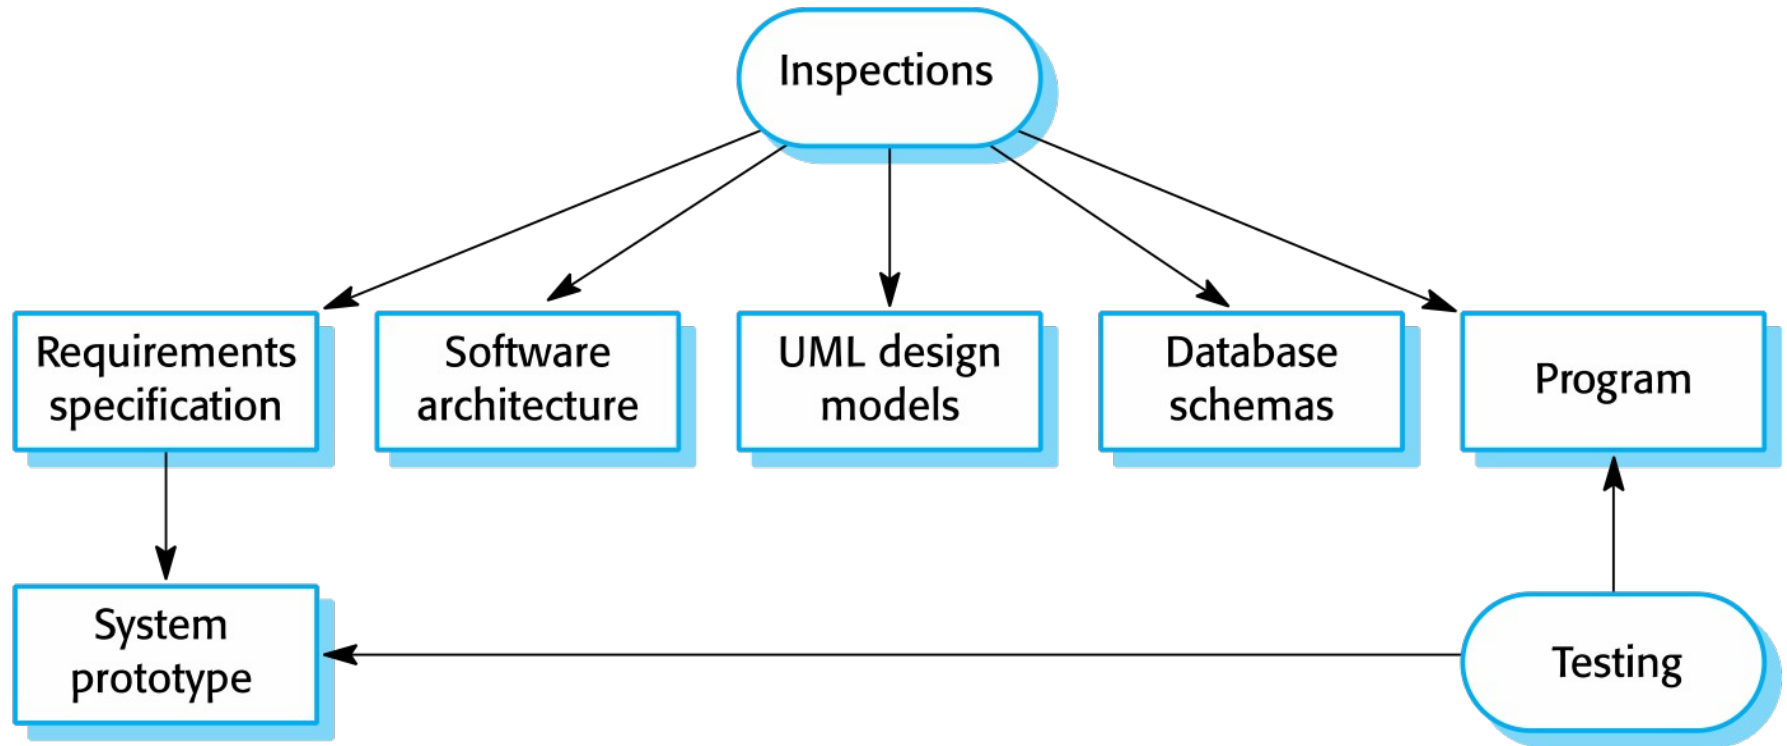 Inspections
Requirements
specification
Software
architecture
UML design
models
Database
schemas
Program
System
prototype
Testing